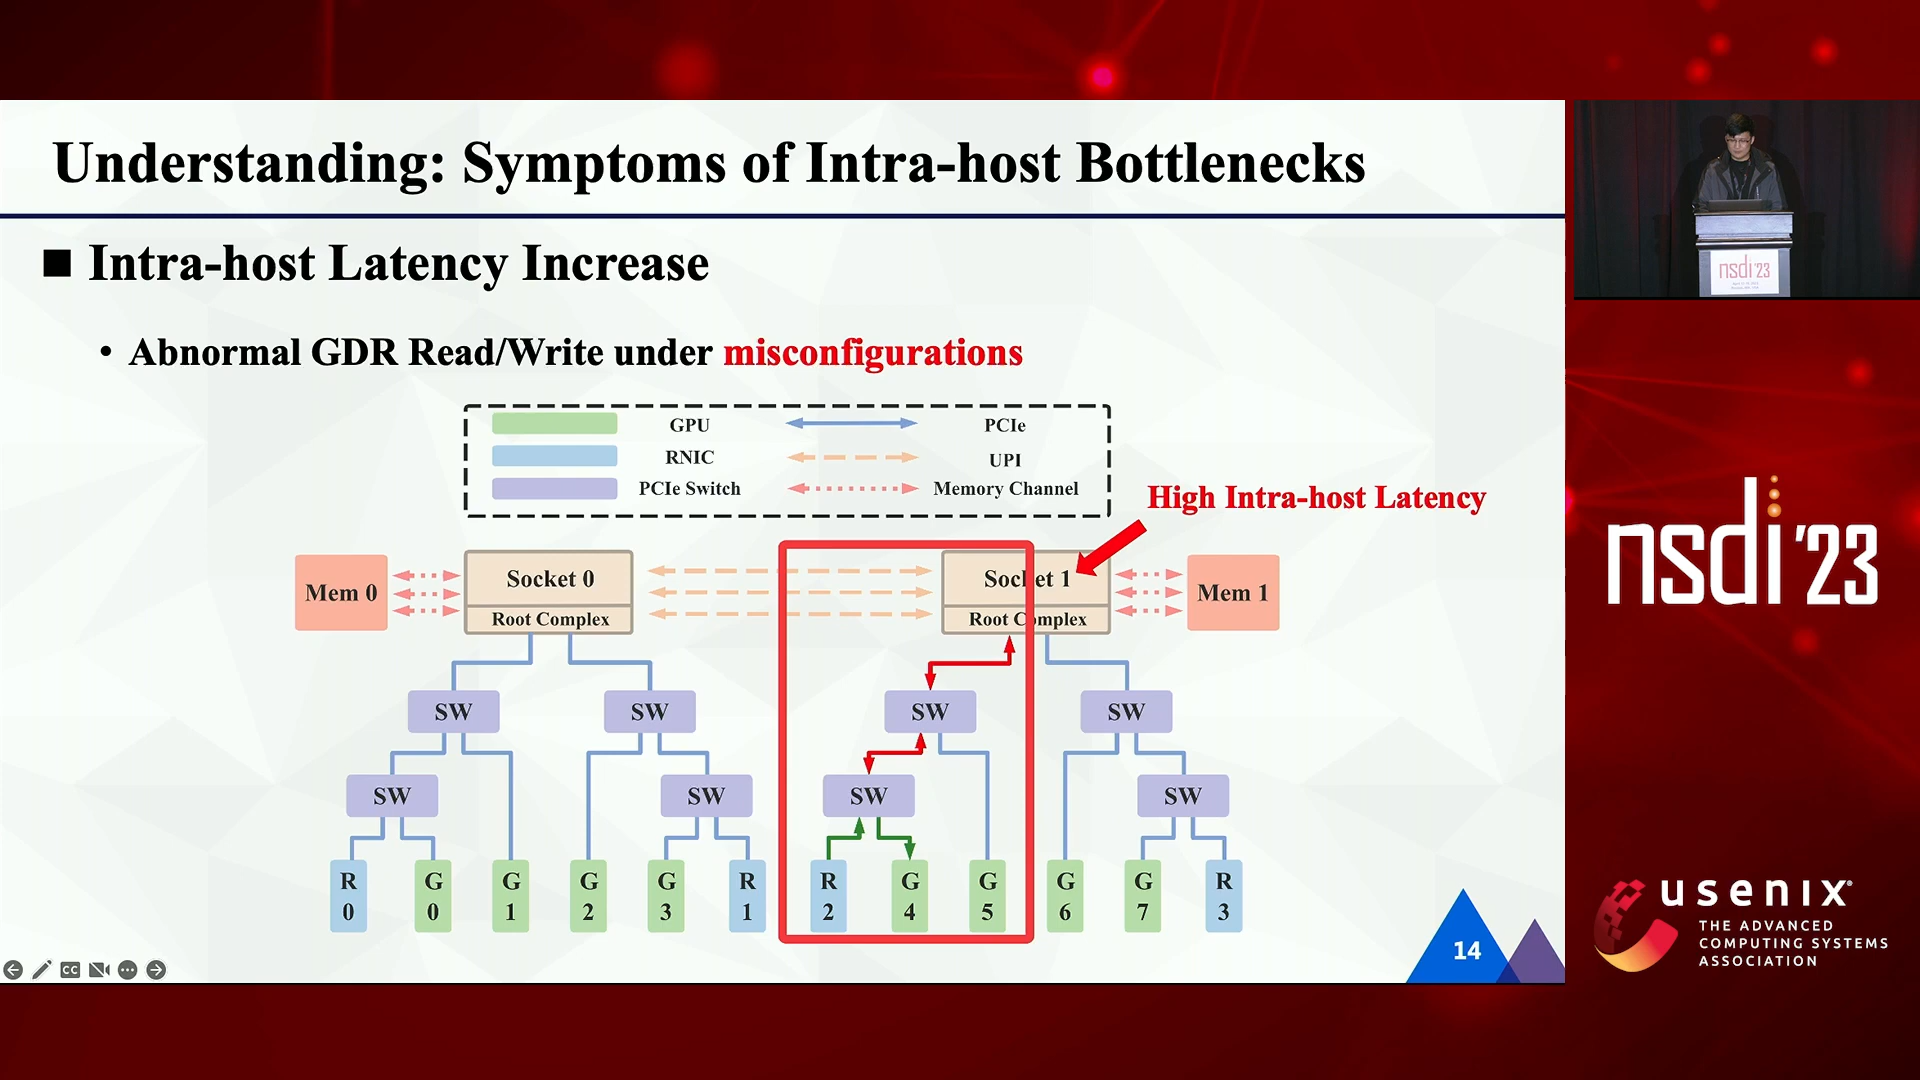 Understanding: Symptoms of Intra-host Bottlenecks
Intra-host Latency Increase
• Abnormal GDR Read/Write under misconfigurations
GPU
PCIe
RNIC
UPI
PCIe Switch
Memory Channel
High Intra-host Latency
Mem 0
Socket 0
Root Complex
Socket 1
Root Complex
Mem 1
SW
SW
SW
SW
SW
SW
SW
SW
R 0
G 0
G 1
G 2
G 3
R 1
R 2
G 4
G 5
G 6
G 7
R 3
14
CC
nsdi'23
nsdi '23
usenix
THE ADVANCED
COMPUTING SYSTEMS
ASSOCIATION